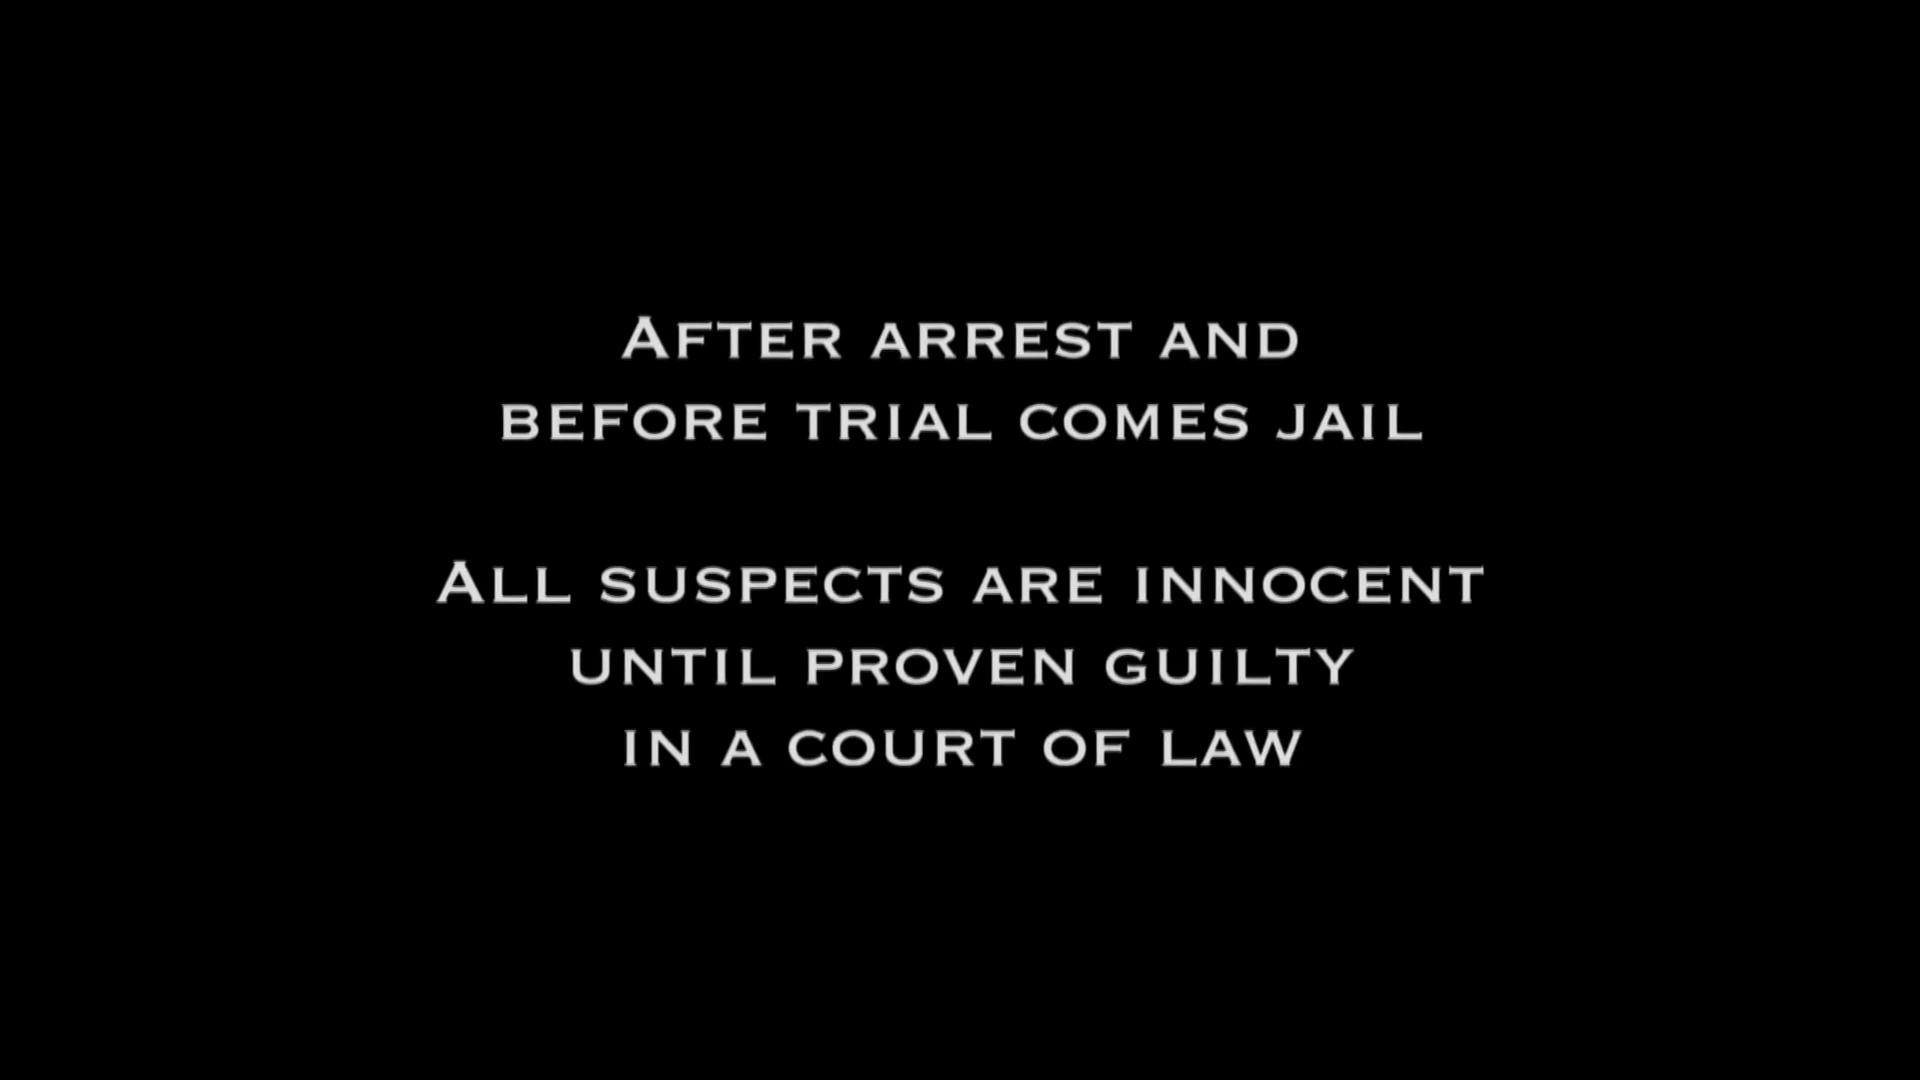 After arrest and
before trial comes jail
All suspects are innocent
until proven guilty
in a court of law